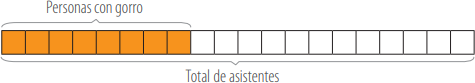 Personas con gorro
Total de asistentes